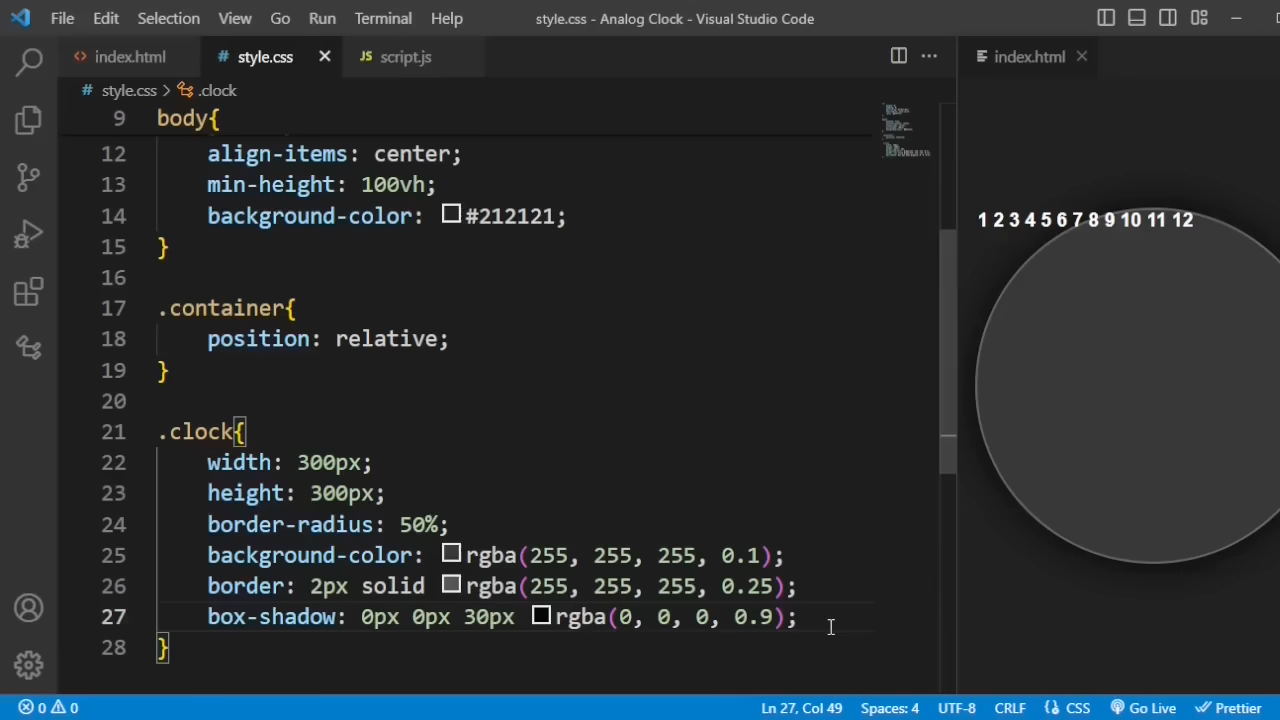 File Edit Selection View Go Run Terminal Help style.css - Analog Clock - Visual Studio Code
index.html # style.css JS script.js index.html
# style.css > .clock
9 body{
12 align-items: center;
13 min-height: 100vh;
14 background-color: #212121;
15 }
16
17 .container{
18 position: relative;
19 }
20
21 .clock{
22 width: 300px;
23 height: 300px;
24 border-radius: 50%;
25 background-color: rgba(255, 255, 255, 0.1);
26 border: 2px solid rgba(255, 255, 255, 0.25);
27 box-shadow: 0px 0px 30px rgba(0, 0, 0, 0.9);
28 }
1 2 3 4 5 6 7 8 9 10 11 12
0 0 Ln 27, Col 49 Spaces: 4 UTF-8 CRLF CSS Go Live Prettier